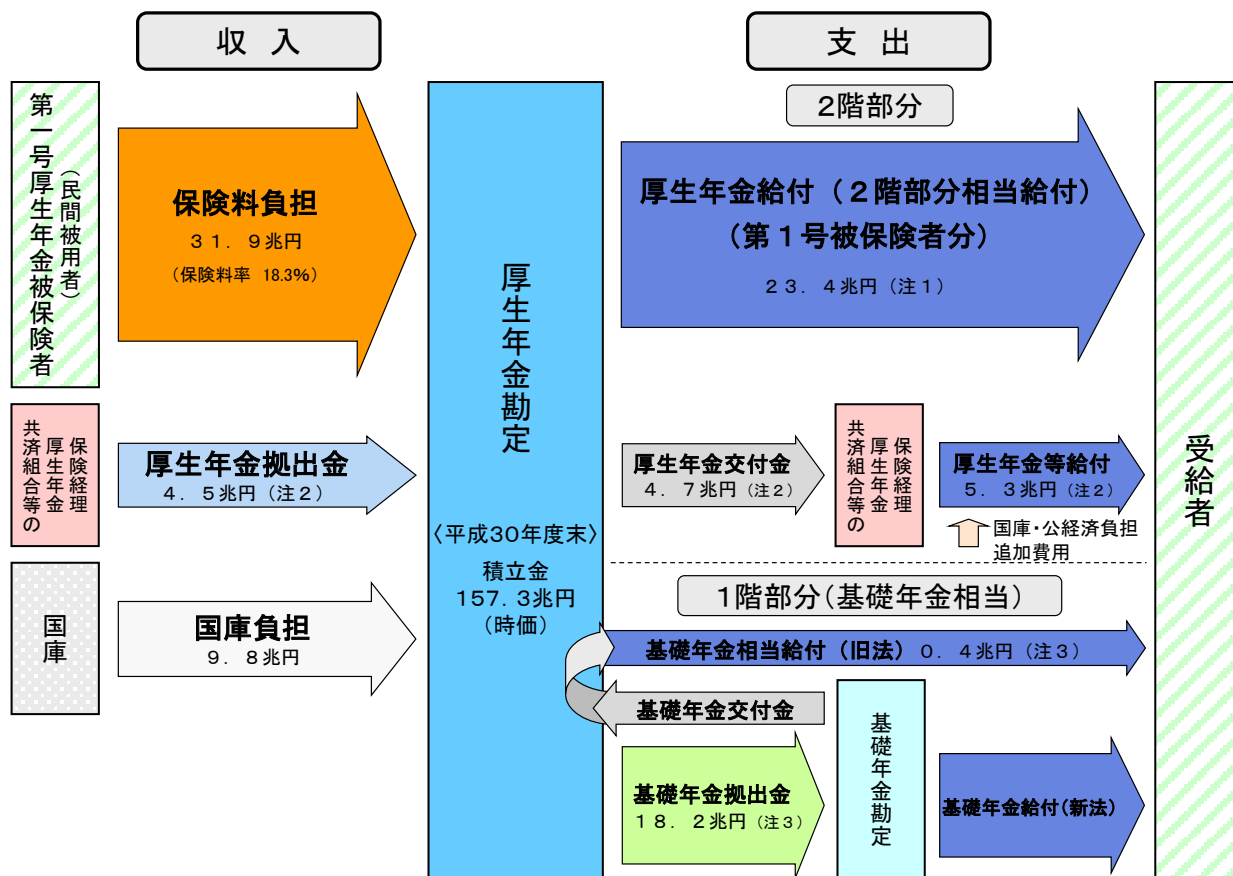 収 入
支 出
第一号厚生年金被保険者
（民間被用者）
保険料負担
３１．９兆円
（保険料率 18.3%）
共済組合等の
厚生年金
保険経理
厚生年金拠出金
４．５兆円（注２）
国庫
国庫負担
９．８兆円
厚生年金勘定
〈平成30年度末〉
積立金
157.3兆円
（時価）
２階部分
厚生年金給付（２階部分相当給付）
（第１号被保険者分）
２３．４兆円（注１）
厚生年金交付金
４．７兆円（注２）
共済組合等の
厚生年金
保険経理
厚生年金等給付
５．３兆円（注２）
国庫・公経済負担
追加費用
１階部分（基礎年金相当）
基礎年金相当給付（旧法）０．４兆円（注３）
基礎年金交付金
基礎年金拠出金
１８．２兆円（注３）
基礎年金勘定
基礎年金給付（新法）
受給者